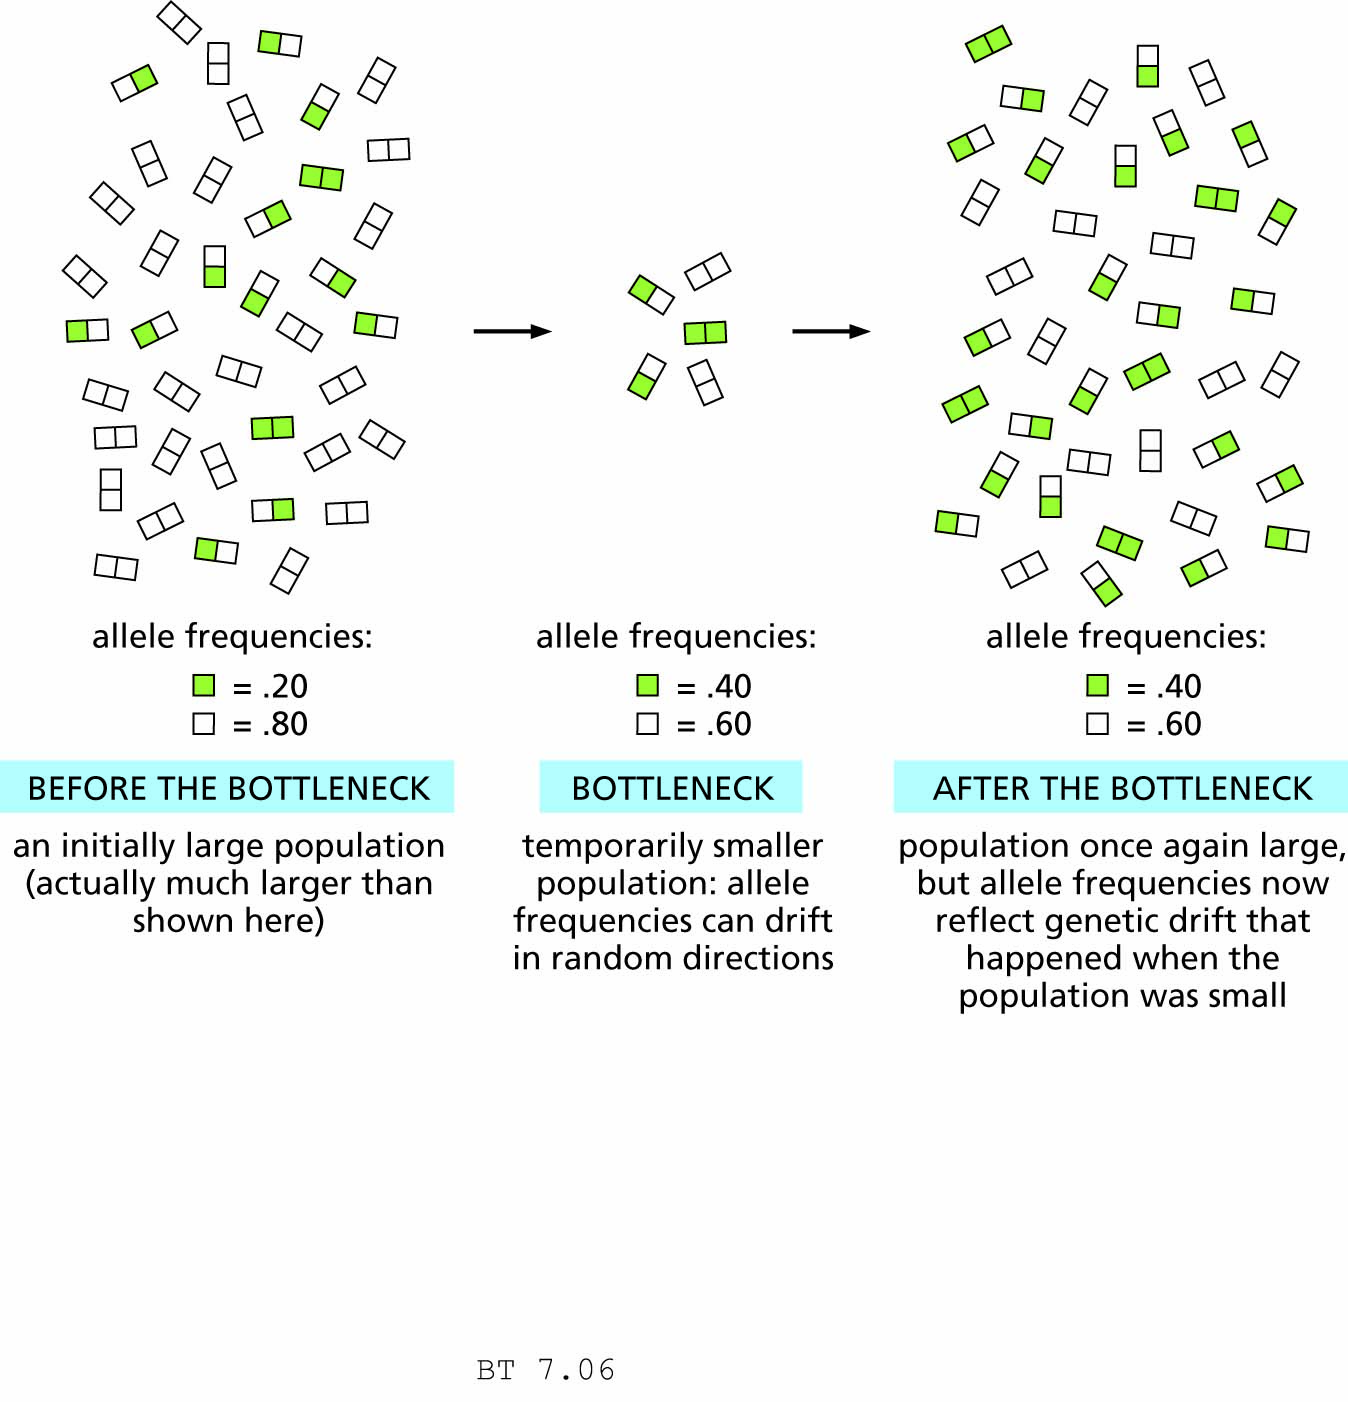 allele frequencies:
= .20
= .80
BEFORE THE BOTTLENECK
an initially large population
(actually much larger than
shown here)
allele frequencies:
= .40
= .60
BOTTLENECK
temporarily smaller
population: allele
frequencies can drift
in random directions
allele frequencies:
= .40
= .60
AFTER THE BOTTLENECK
population once again large,
but allele frequencies now
reflect genetic drift that
happened when the
population was small
BT 7.06